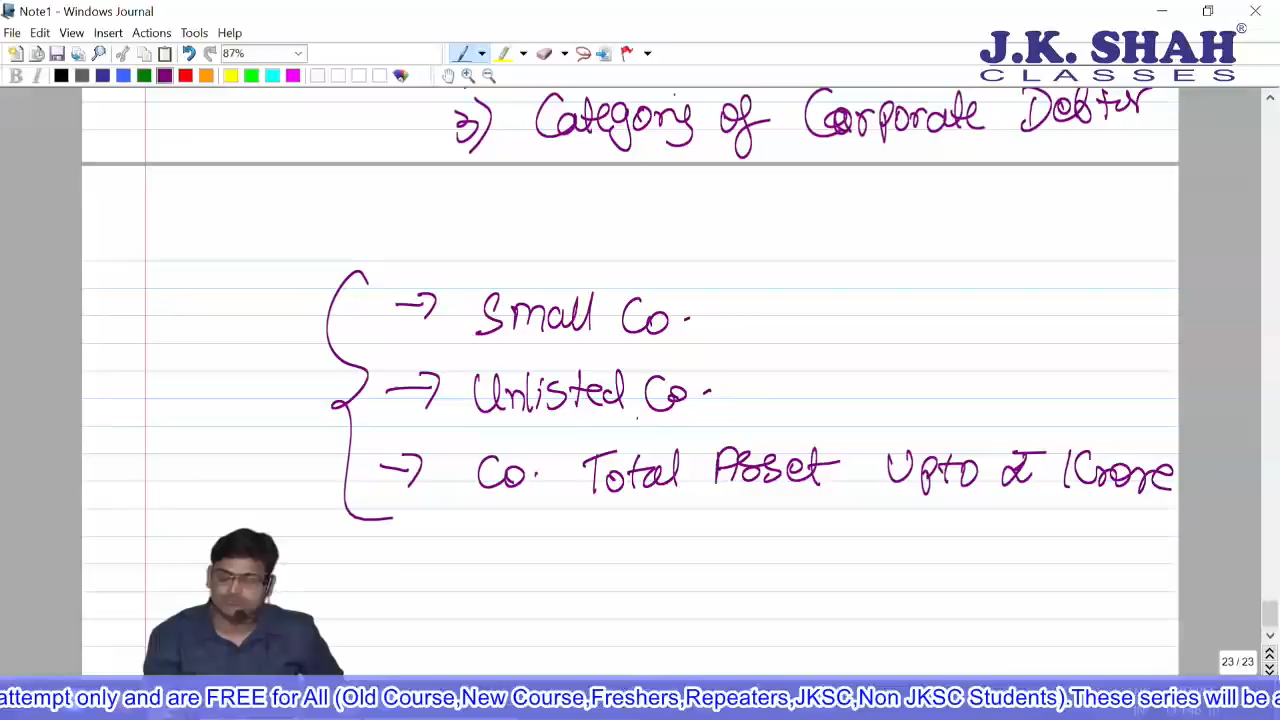 Note1 - Windows Journal
File Edit View Insert Actions Tools Help
87%
J.K. SHAH®
CLASSES
3) Category of Corporate Debtor
→ Small Co.
→ Unlisted Co.
→ Co. Total Asset Upto ₹ 1Crore
23 / 23
attempt only and are FREE for All (Old Course,New Course,Freshers,Repeaters,JKSC,Non JKSC Students).These series will be a